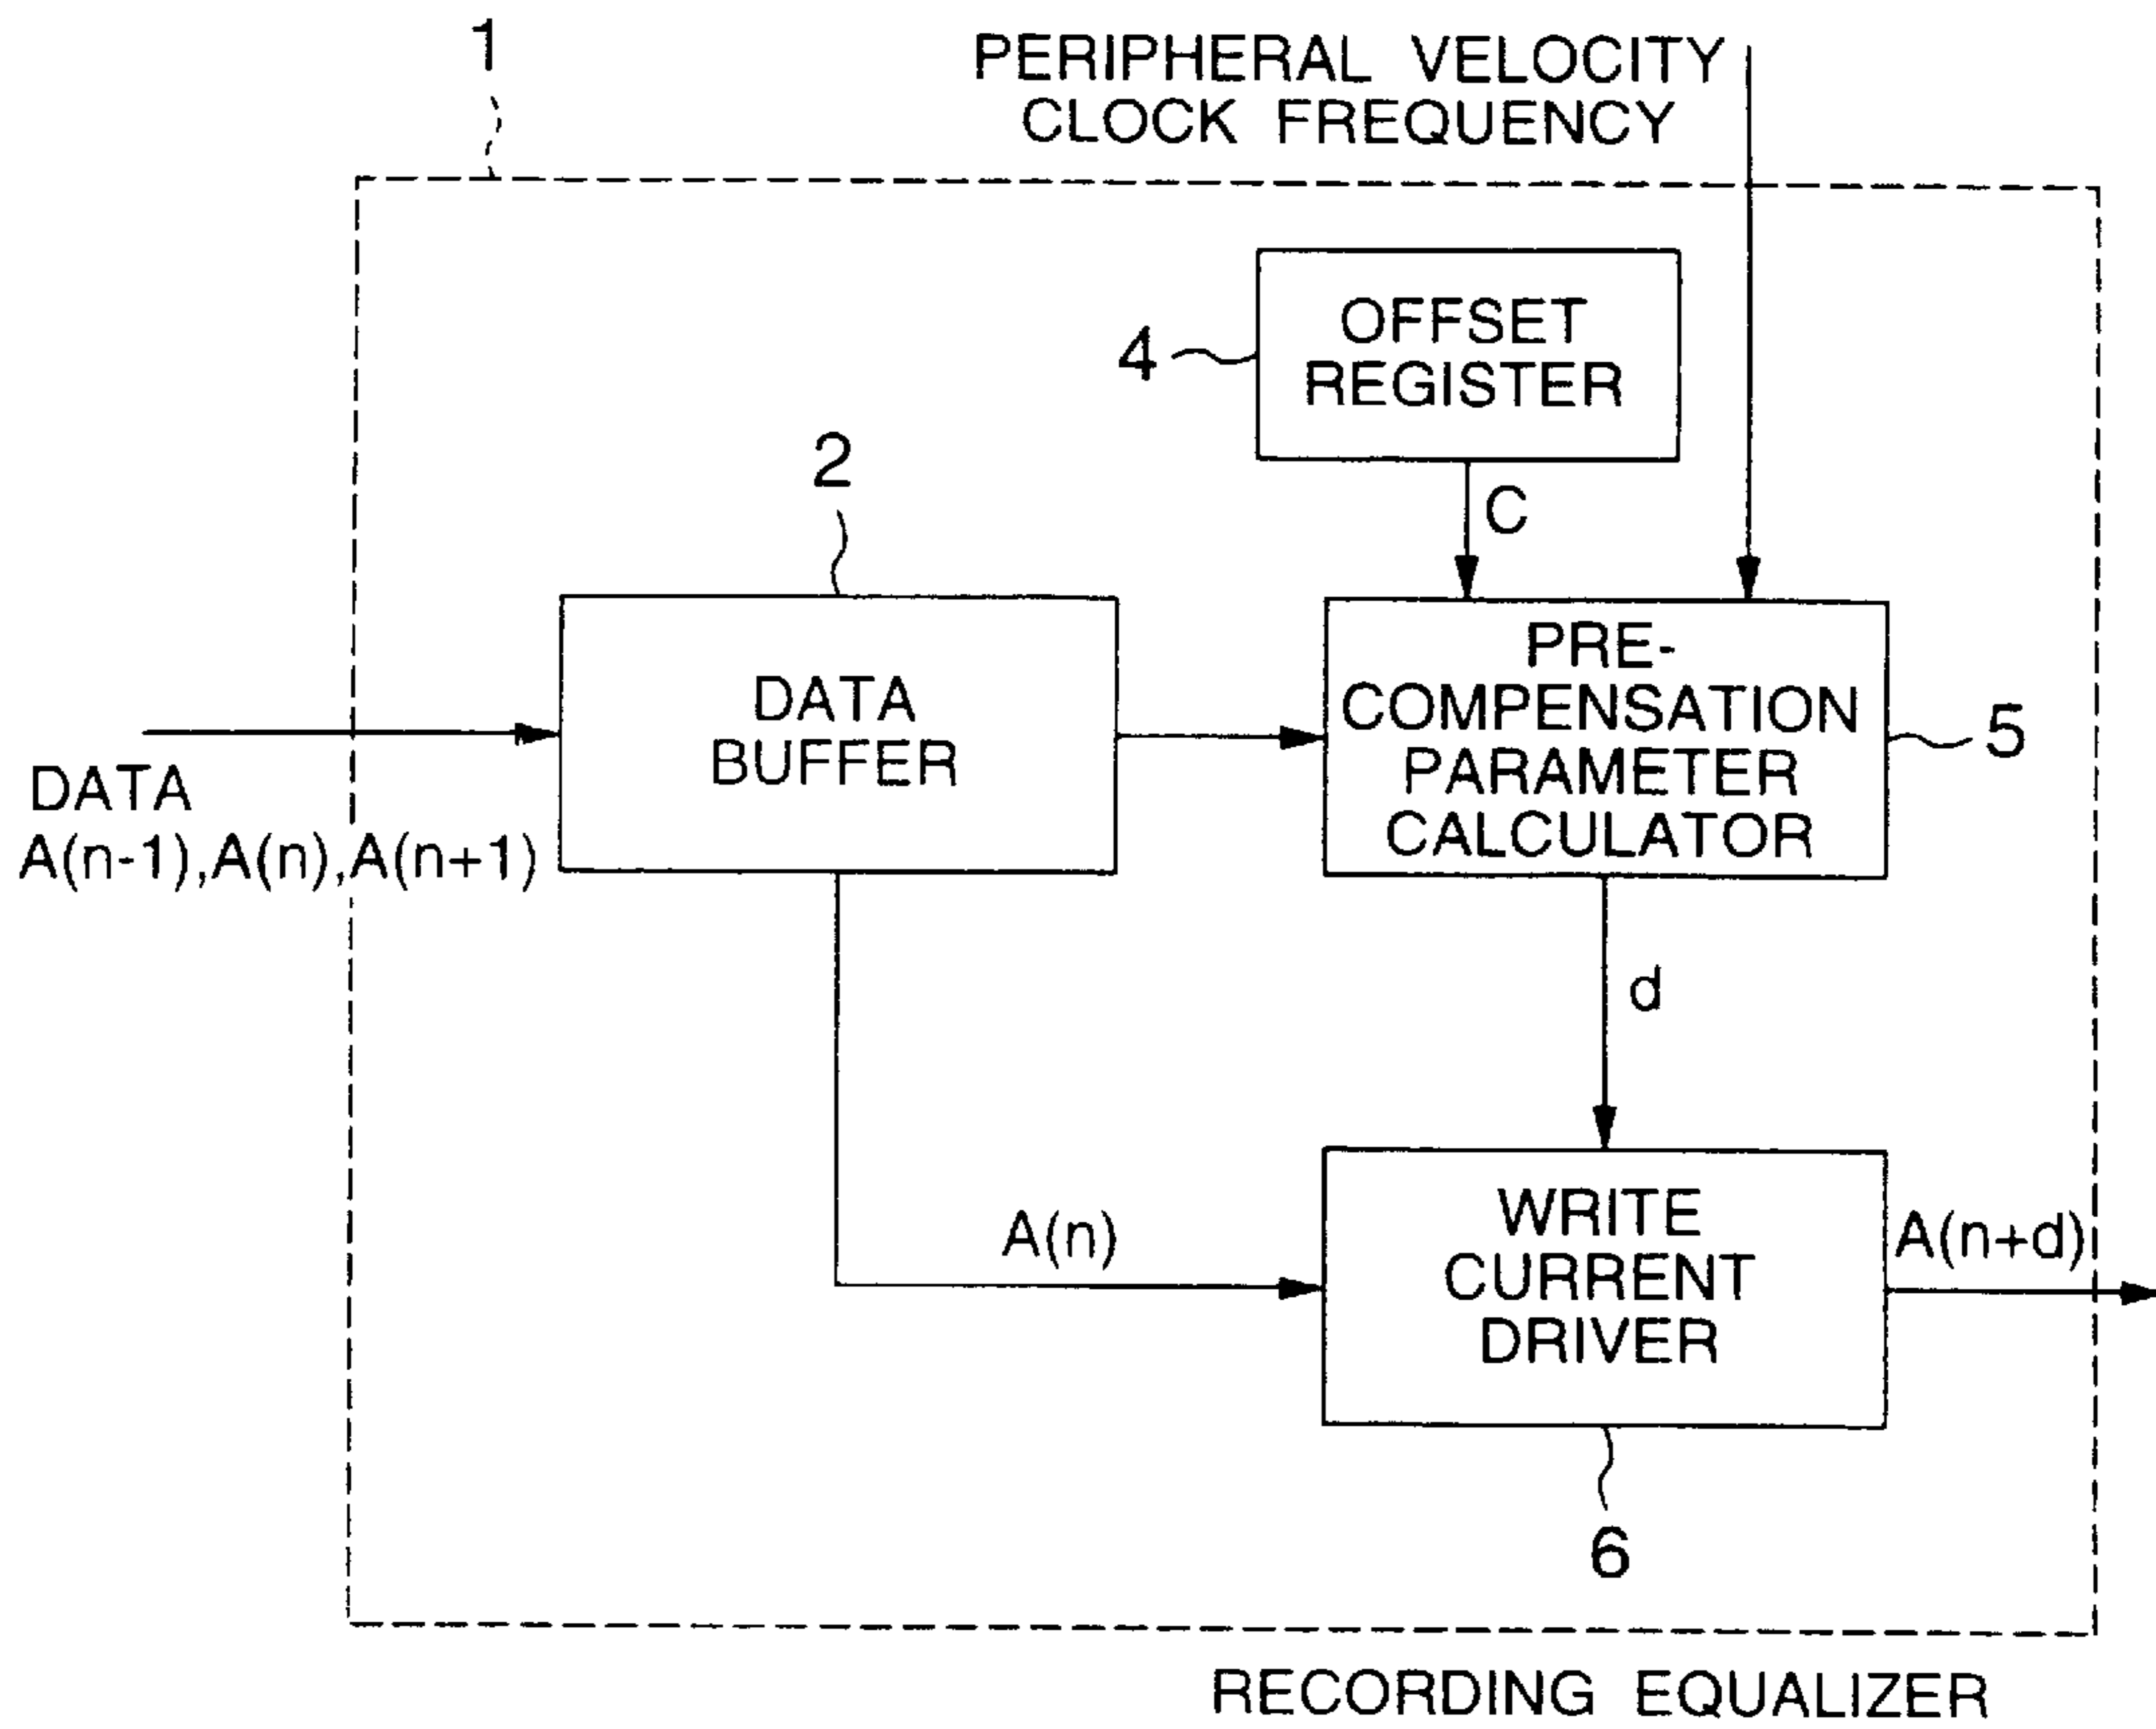 1
PERIPHERAL VELOCITY
CLOCK FREQUENCY
OFFSET
REGISTER
4
C
2
DATA
BUFFER
PRE-
COMPENSATION
PARAMETER
CALCULATOR
5
DATA
A(n-1),A(n),A(n+1)
d
A(n)
WRITE
CURRENT
DRIVER
A(n+d)
6
RECORDING EQUALIZER